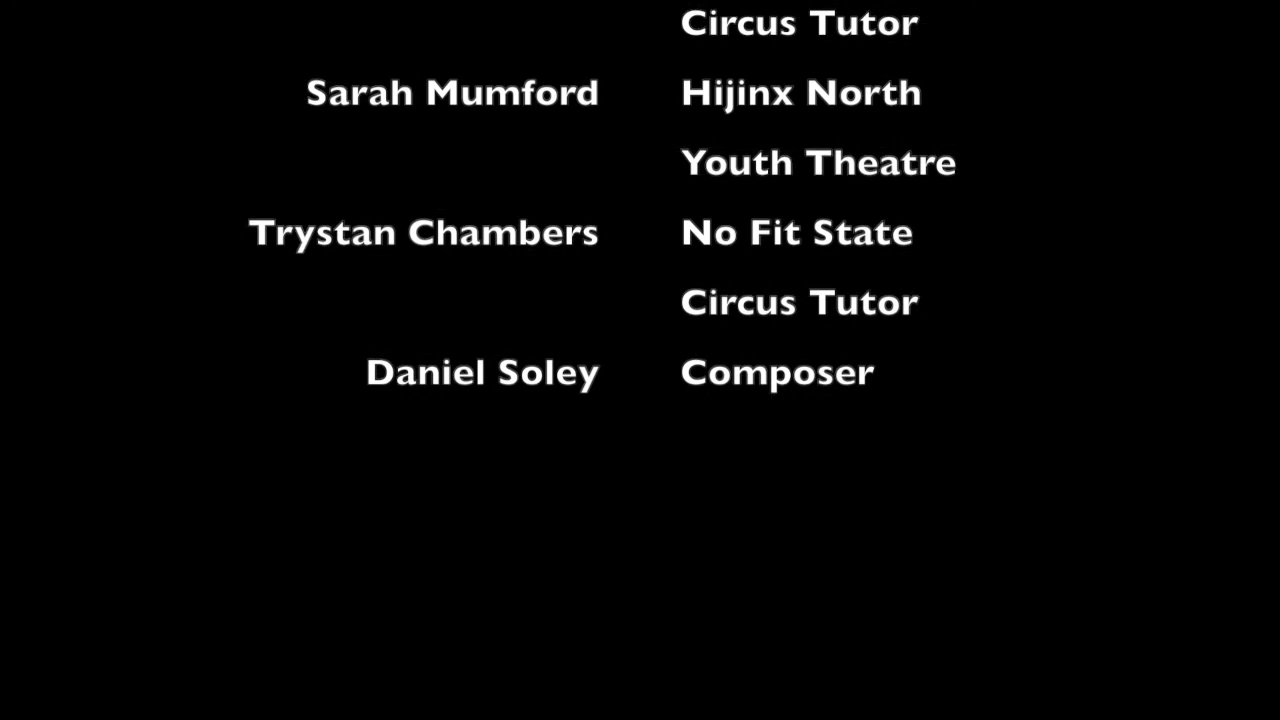 Circus Tutor
Sarah Mumford Hijinx North
Youth Theatre
Trystan Chambers No Fit State
Circus Tutor
Daniel Soley Composer